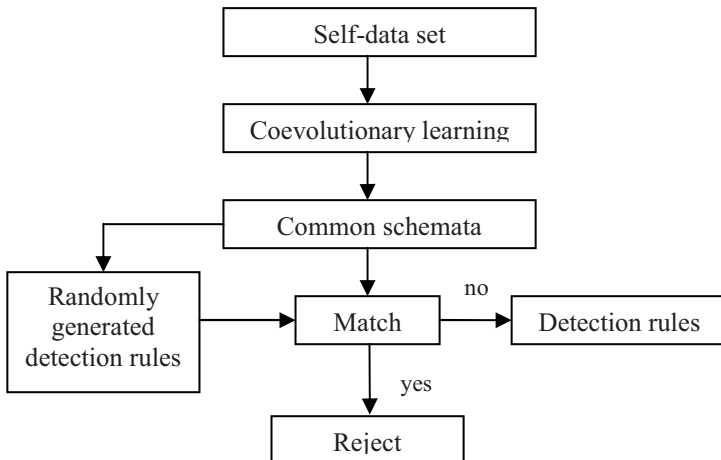 Self-data set
Coevolutionary learning
Common schemata
Randomly
generated
detection rules
Match
no
Detection rules
yes
Reject